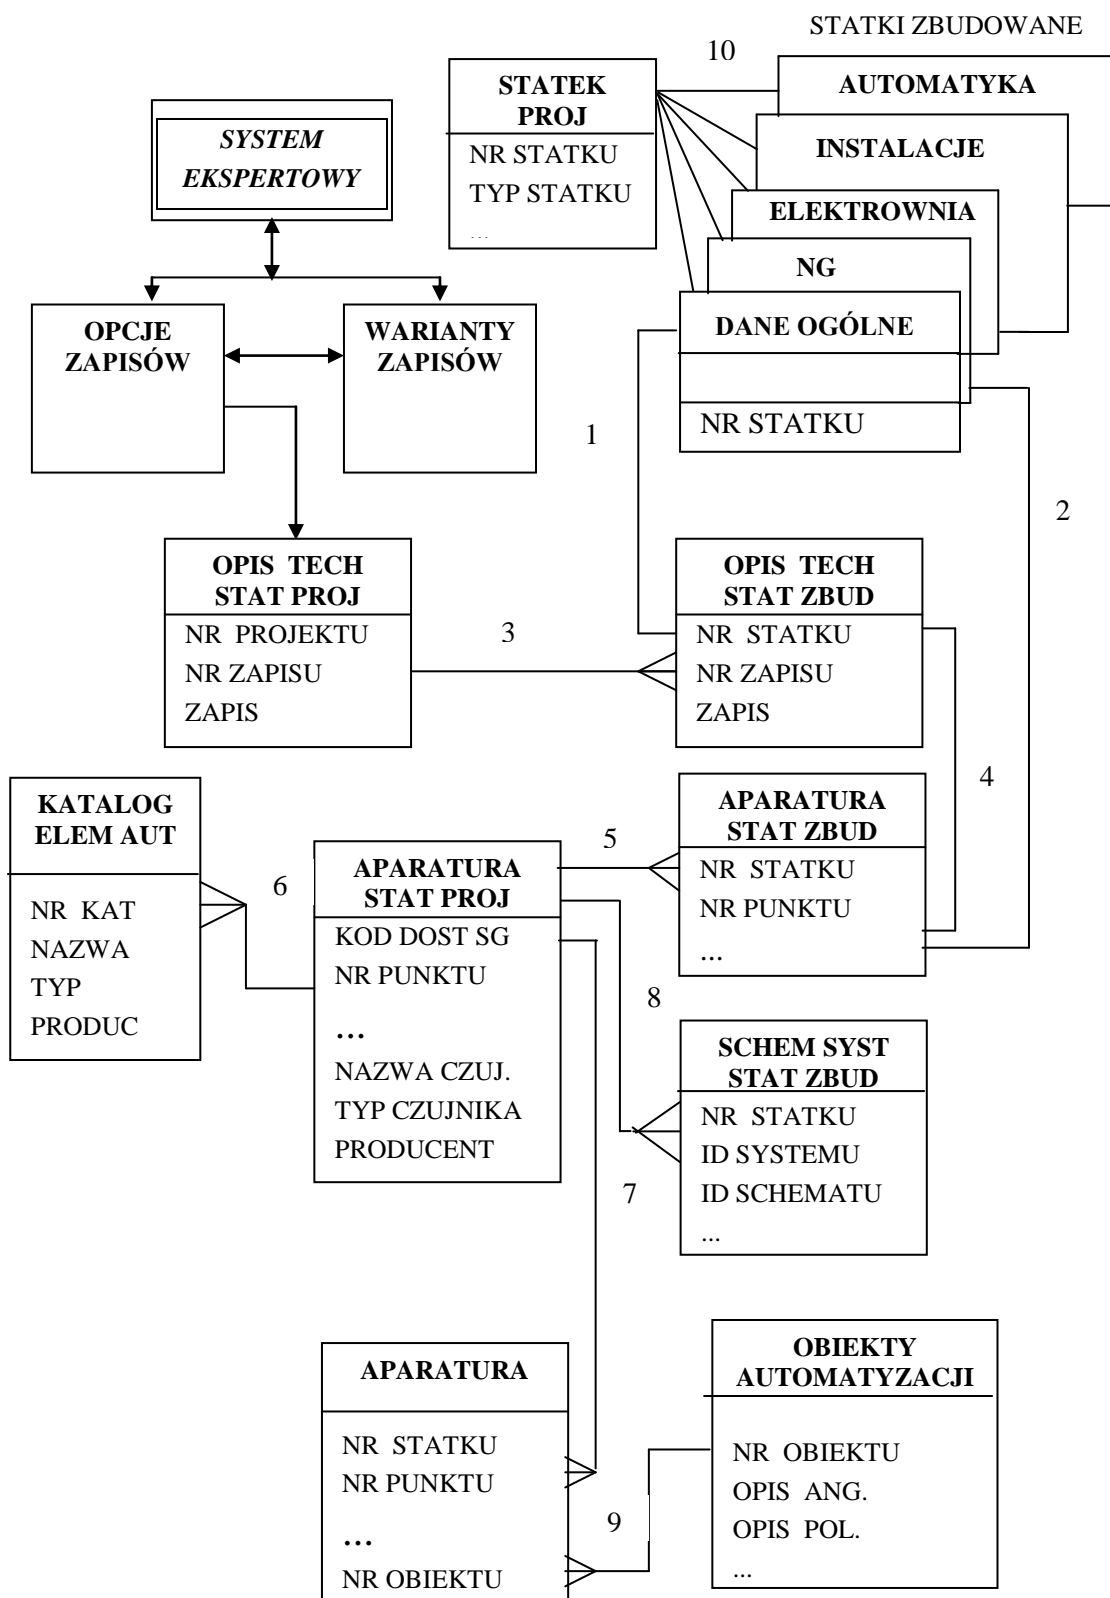 STATKI ZBUDOWANE
10
STATEK
PROJ
NR STATKU
TYP STATKU
...
AUTOMATYKA
INSTALACJE
ELEKTROWNIA
NG
DANE OGÓLNE
NR STATKU
SYSTEM
EKSPERTOWY
OPCJE
ZAPISÓW
WARIANTY
ZAPISÓW
1
2
OPIS TECH
STAT PROJ
NR PROJEKTU
NR ZAPISU
ZAPIS
3
OPIS TECH
STAT ZBUD
NR STATKU
NR ZAPISU
ZAPIS
4
KATALOG
ELEM AUT
NR KAT
NAZWA
TYP
PRODUC
6
APARATURA
STAT PROJ
KOD DOST SG
NR PUNKTU
...
NAZWA CZUJ.
TYP CZUJNIKA
PRODUCENT
5
APARATURA
STAT ZBUD
NR STATKU
NR PUNKTU
...
8
SCHEM SYST
STAT ZBUD
NR STATKU
ID SYSTEMU
ID SCHEMATU
...
7
APARATURA
NR STATKU
NR PUNKTU
...
NR OBIEKTU
9
OBIEKTY
AUTOMATYZACJI
NR OBIEKTU
OPIS ANG.
OPIS POL.
...